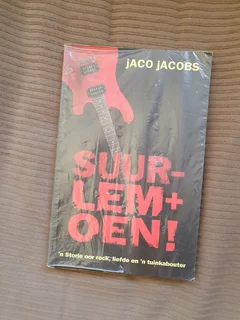 JACO JACOBS
SUUR-
LEM+
OEN!
'n Storie oor rock, liefde en 'n tuinkabouter